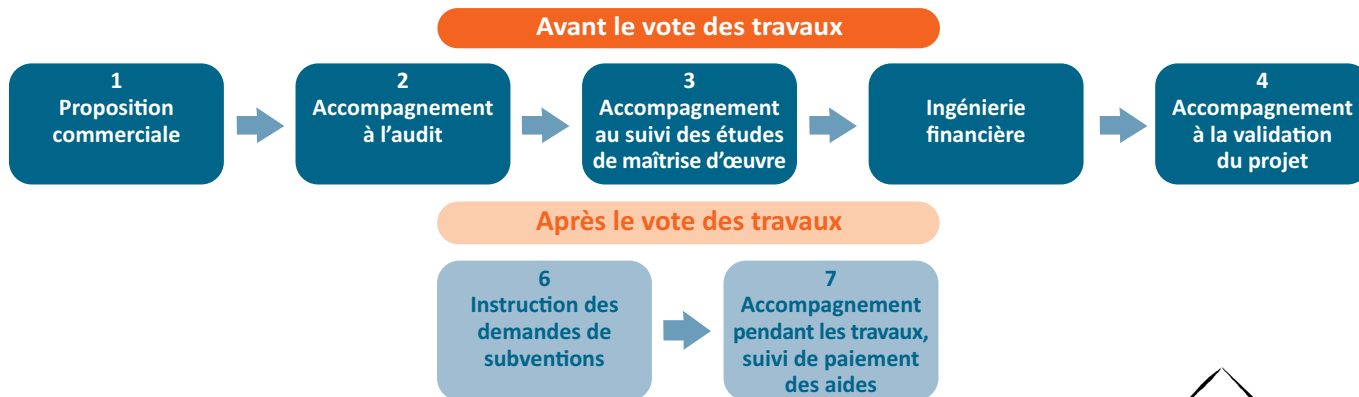 Avant le vote des travaux
1
Proposition
commerciale
2
Accompagnement
à l’audit
3
Accompagnement
au suivi des études
de maîtrise d’œuvre
Ingénierie
financière
4
Accompagnement
à la validation
du projet
Après le vote des travaux
6
Instruction des
demandes de
subventions
7
Accompagnement
pendant les travaux,
suivi de paiement
des aides